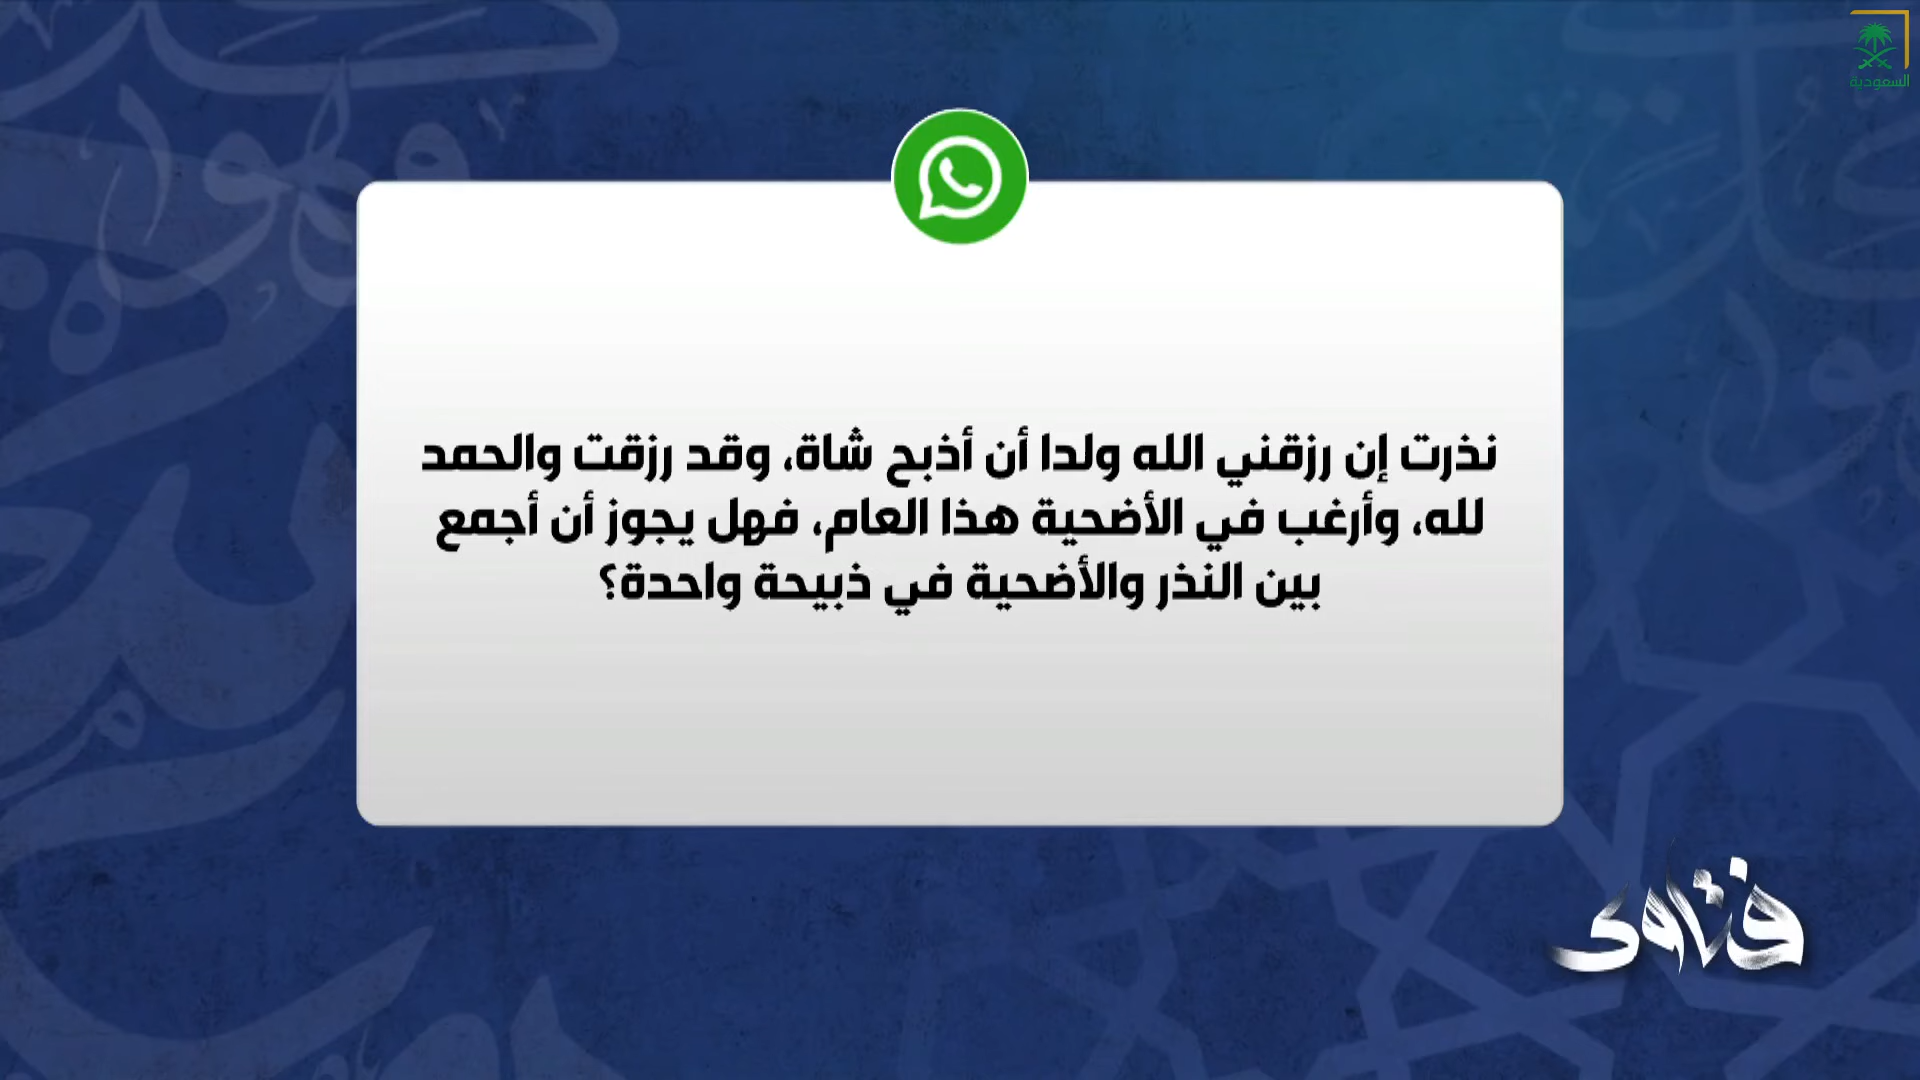 السعودية
نذرت إن رزقني الله ولدا أن أذبح شاة، وقد رزقت والحمد
لله، وأرغب في الأضحية هذا العام، فهل يجوز أن أجمع
بين النذر والأضحية في ذبيحة واحدة؟
فتاوى